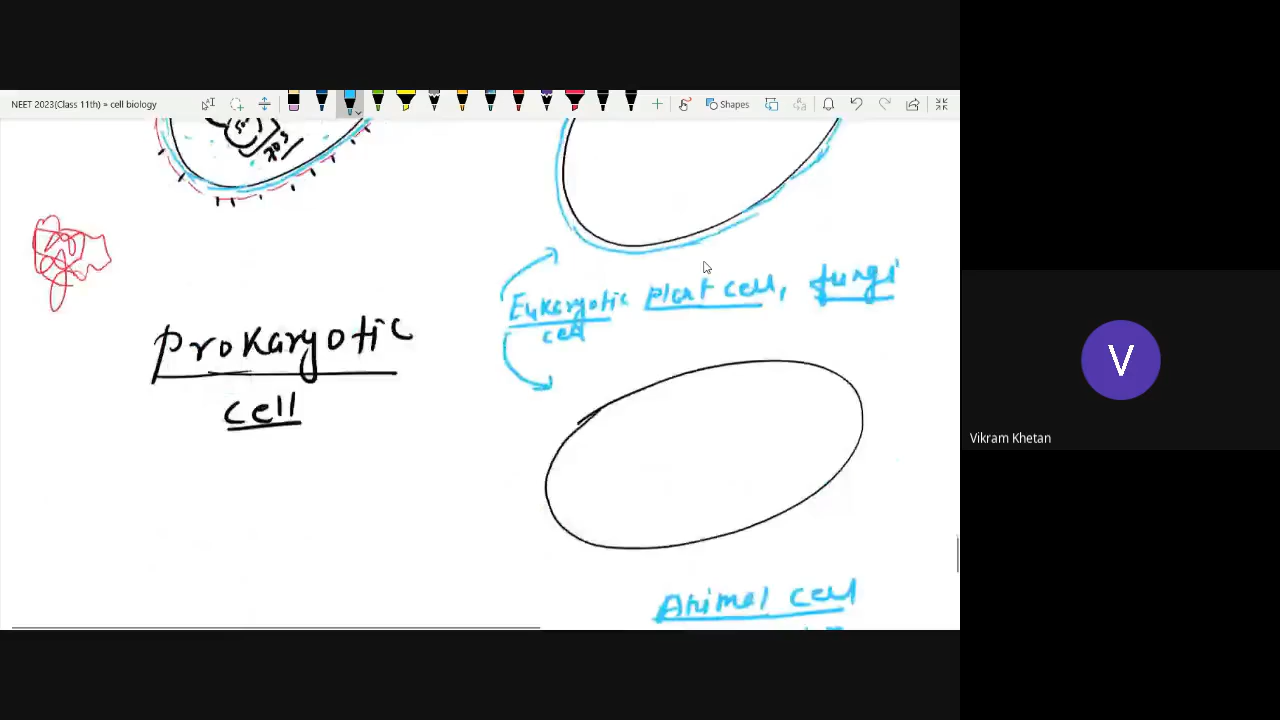 NEET 2023(Class 11th) » cell biology
Shapes
70s
Eukaryotic plant cell, fungi
cell
Prokaryotic
cell
Animal cell
V
Vikram Khetan